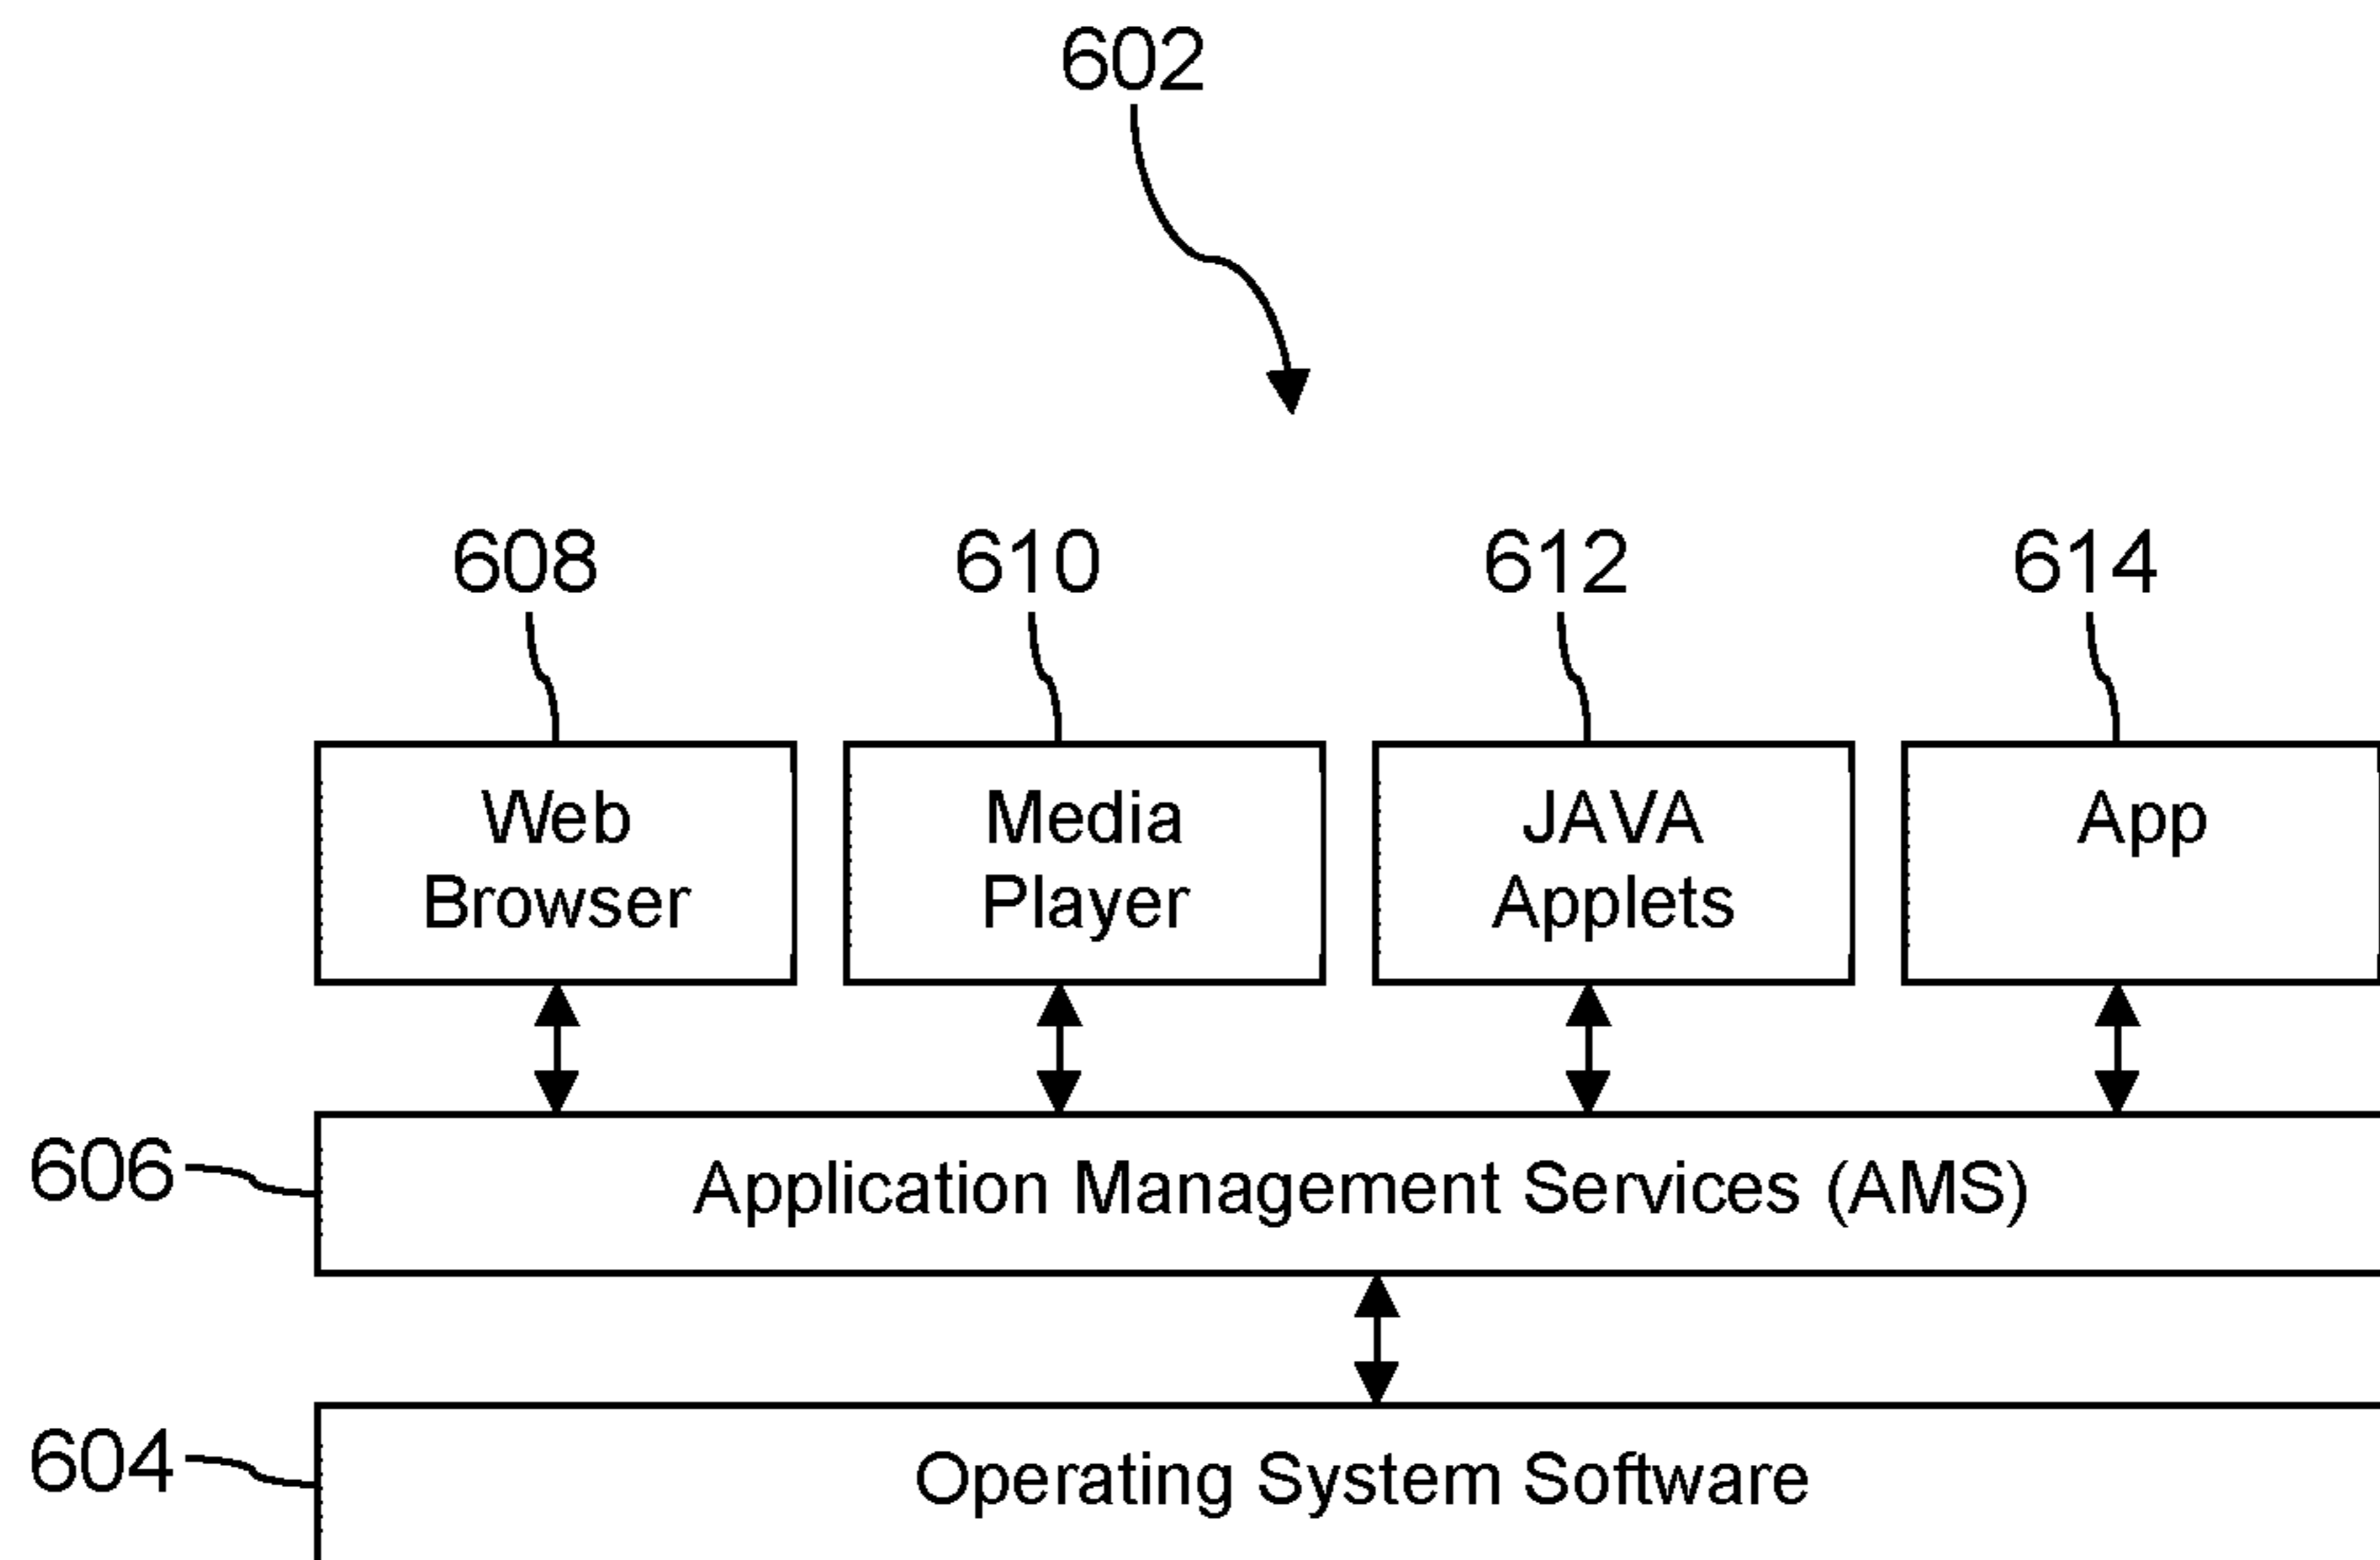 602
608
610
612
614
Web
Browser
Media
Player
JAVA
Applets
App
606
Application Management Services (AMS)
604
Operating System Software